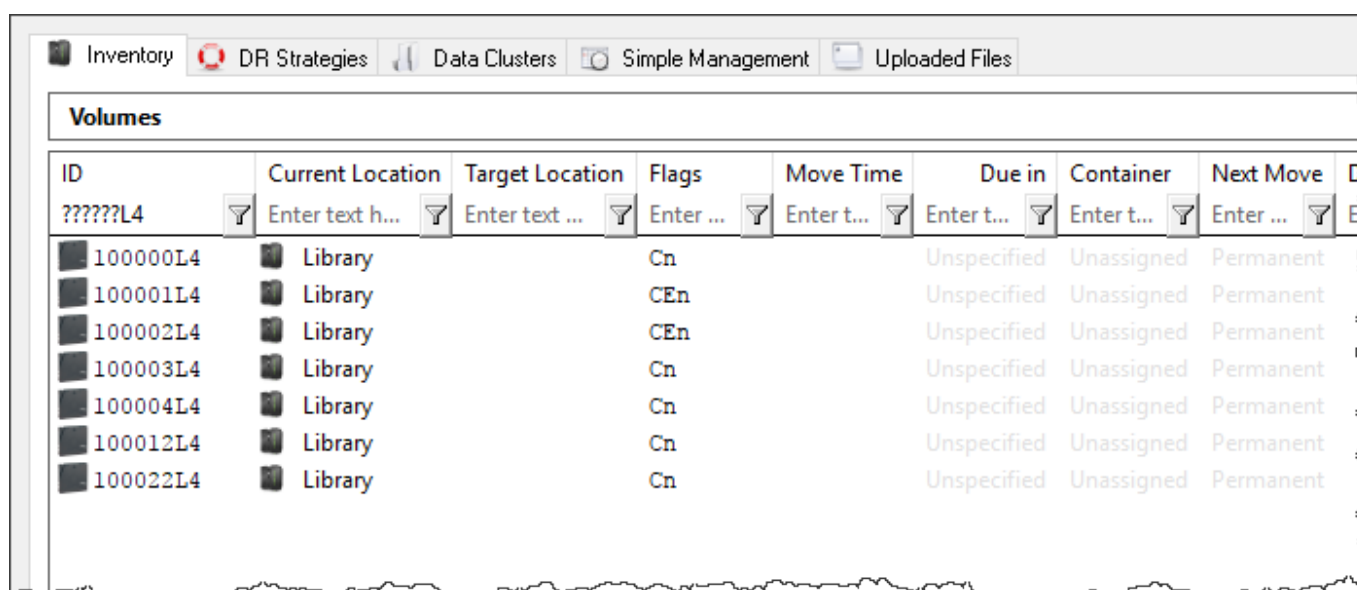 Inventory DR Strategies Data Clusters Simple Management Uploaded Files
Volumes
ID Current Location Target Location Flags Move Time Due in Container Next Move
??????L4 Enter text h... Enter text ... Enter ... Enter t... Enter t... Enter t... Enter ...
100000L4 Library Cn Unspecified Unassigned Permanent
100001L4 Library CEn Unspecified Unassigned Permanent
100002L4 Library CEn Unspecified Unassigned Permanent
100003L4 Library Cn Unspecified Unassigned Permanent
100004L4 Library Cn Unspecified Unassigned Permanent
100012L4 Library Cn Unspecified Unassigned Permanent
100022L4 Library Cn Unspecified Unassigned Permanent